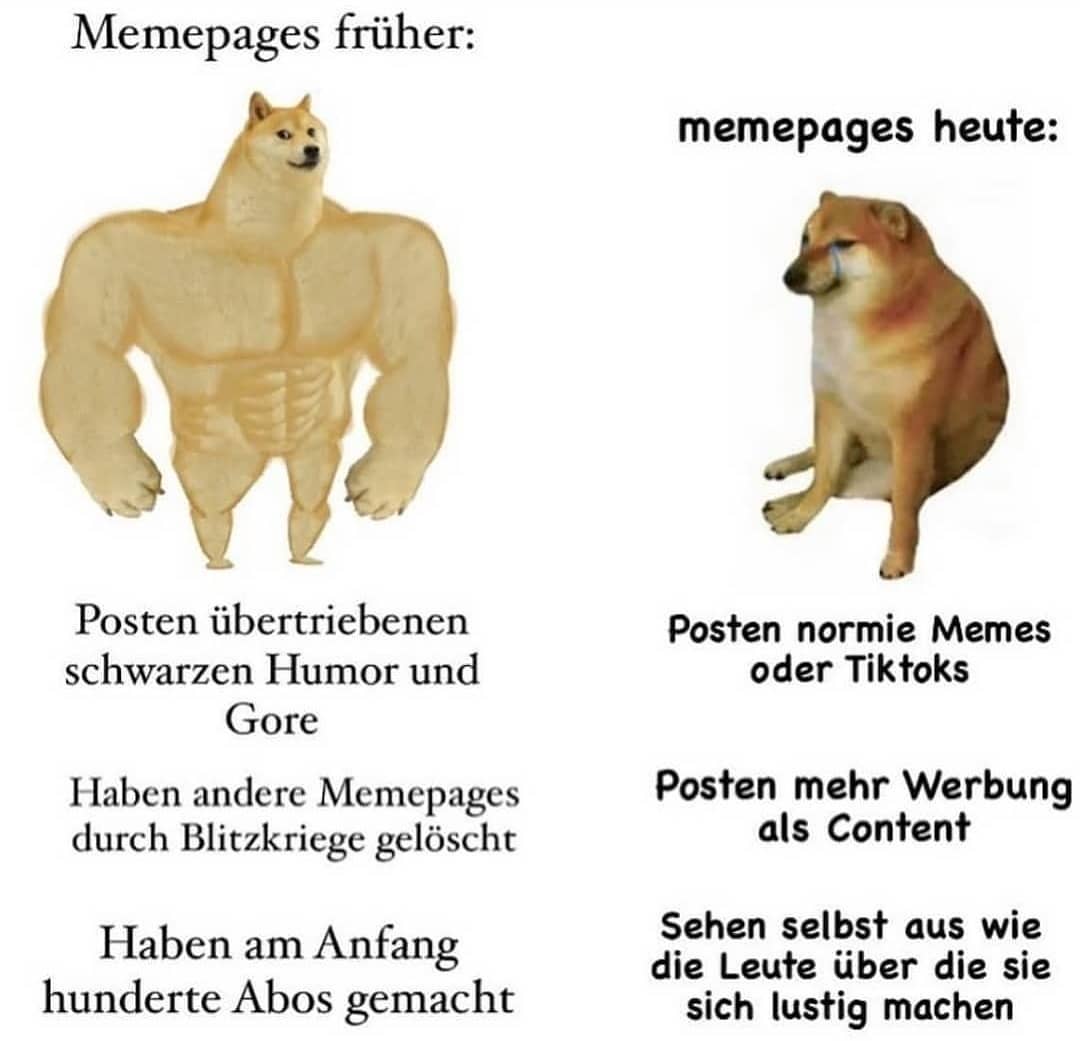 Memepages früher:
memepages heute:
Posten übertriebenen
schwarzen Humor und
Gore
Posten normie Memes
oder Tiktoks
Haben andere Memepages
durch Blitzkriege gelöscht
Posten mehr Werbung
als Content
Haben am Anfang
hunderte Abos gemacht
Sehen selbst aus wie
die Leute über die sie
sich lustig machen